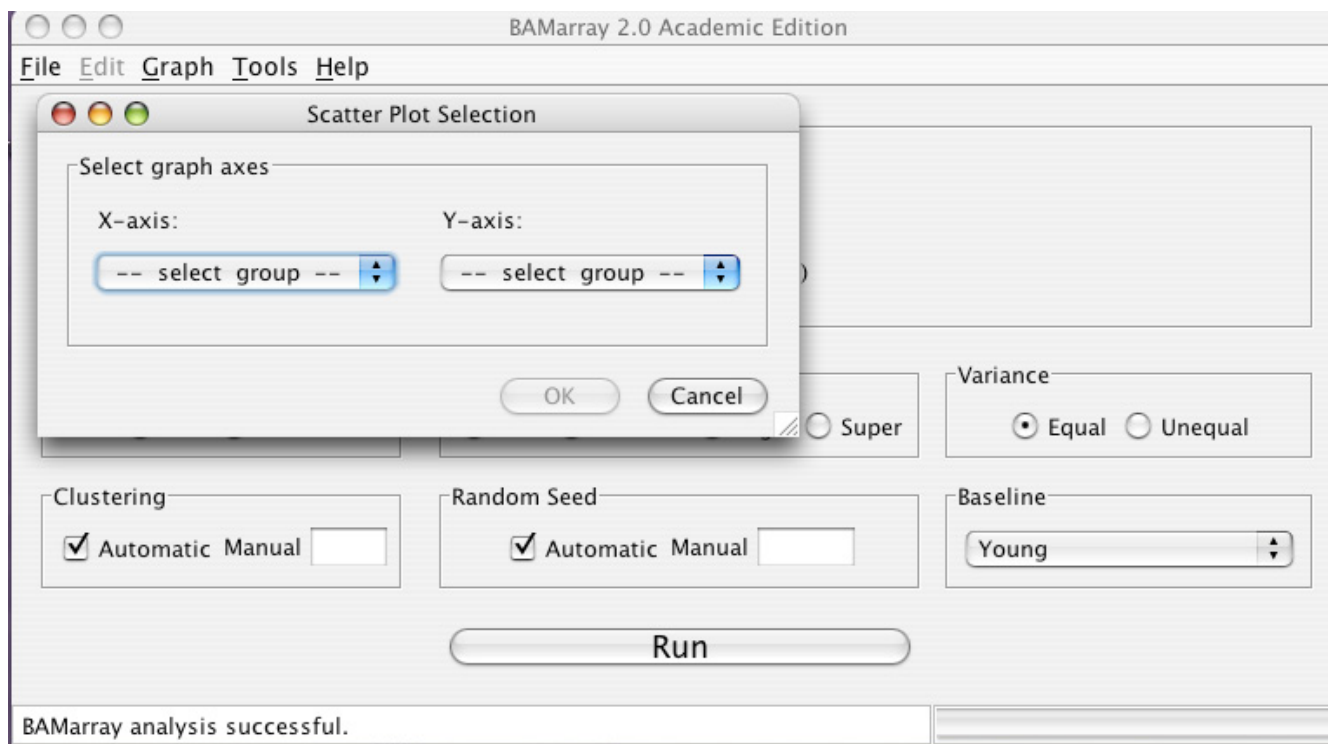 BAMarray 2.0 Academic Edition
File Edit Graph Tools Help
Scatter Plot Selection
Select graph axes
X-axis: Y-axis:
-- select group -- -- select group --
)
OK Cancel
Super
Variance
Equal Unequal
Clustering
Automatic Manual
Random Seed
Automatic Manual
Baseline
Young
Run
BAMarray analysis successful.